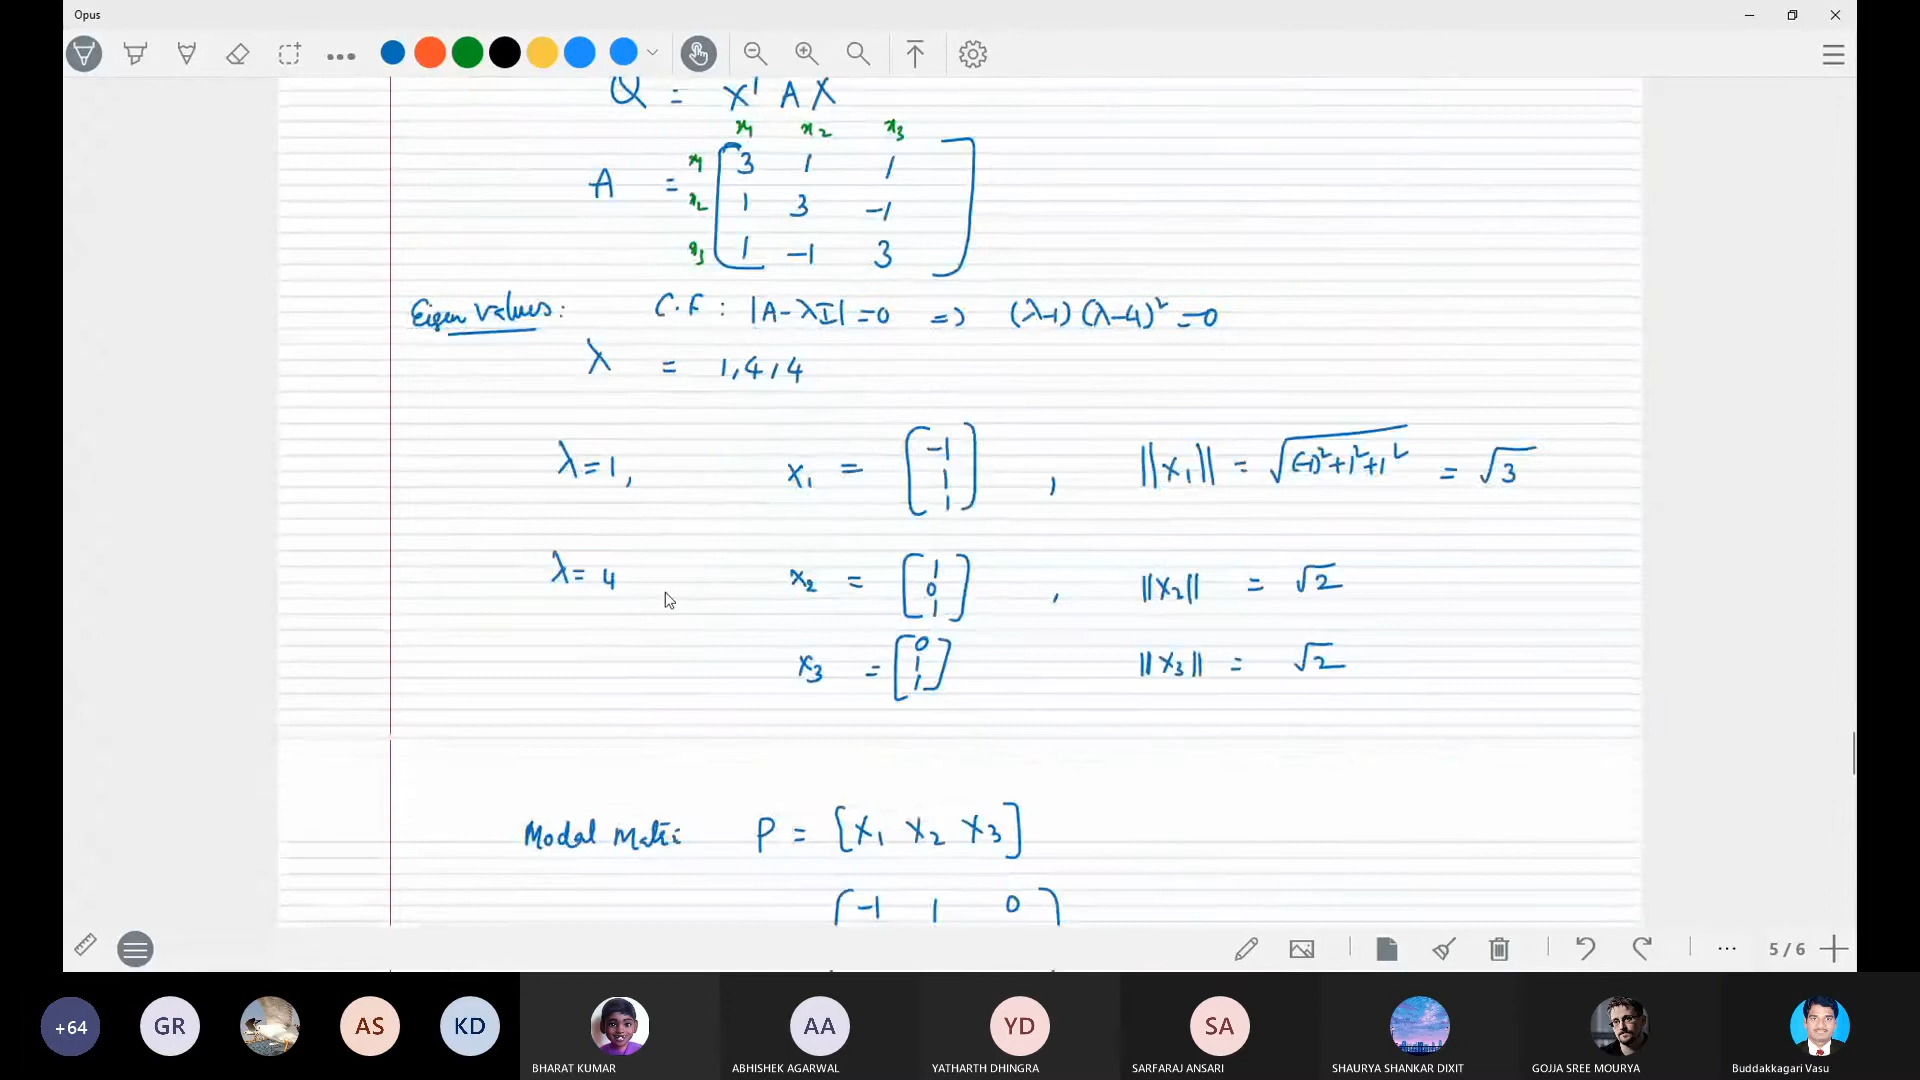 Opus
Q = X' A X
x1 x2 x3
A = x1 [ 3 1 1
x2 1 3 -1
x3 1 -1 3 ]
Eigen Values: C.F: |A-λI| = 0 => (λ-1) (λ-4)² = 0
λ = 1, 4, 4
λ = 1, x₁ = [ -1 1 1 ] , ||x₁|| = √(-1)²+1²+1² = √3
λ = 4 x₂ = [ 1 0 1 ] , ||x₂|| = √2
x₃ = [ 0 1 1 ] ||x₃|| = √2
Modal Matri P = [ X₁ X₂ X₃ ]
[ -1 1 0 ]
5 / 6
+64 GR AS KD AA YD SA
BHARAT KUMAR ABHISHEK AGARWAL YATHARTH DHINGRA SARFARAJ ANSARI SHAURYA SHANKAR DIXIT GOJJA SREE MOURYA Buddakkagari Vasu